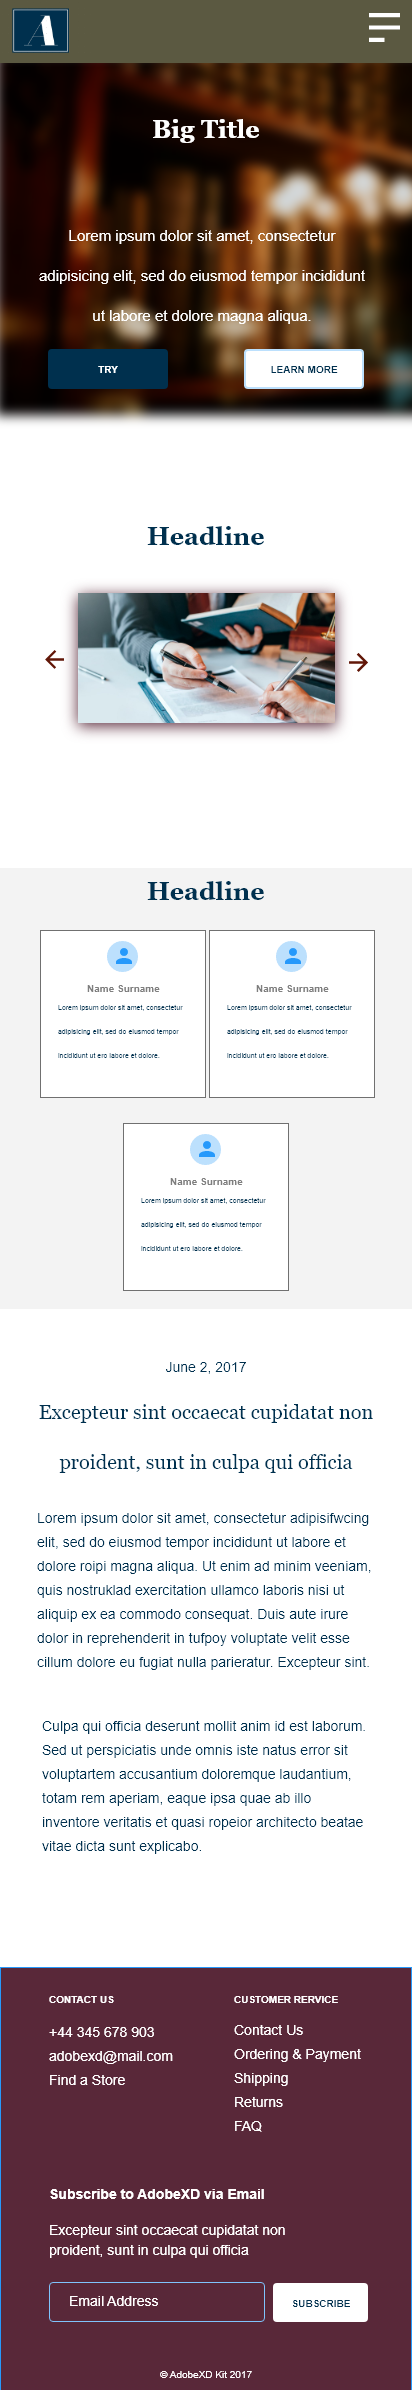 A
Big Title
Lorem ipsum dolor sit amet, consectetur
adipisicing elit, sed do eiusmod tempor incididunt
ut labore et dolore magna aliqua.
TRY
LEARN MORE
Headline
Headline
Name Surname
Lorem ipsum dolor sit amet, consectetur
adipisicing elit, sed do eiusmod tempor
incididunt ut ero labore et dolore.
Name Surname
Lorem ipsum dolor sit amet, consectetur
adipisicing elit, sed do eiusmod tempor
incididunt ut ero labore et dolore.
Name Surname
Lorem ipsum dolor sit amet, consectetur
adipisicing elit, sed do eiusmod tempor
incididunt ut ero labore et dolore.
June 2, 2017
Excepteur sint occaecat cupidatat non
proident, sunt in culpa qui officia
Lorem ipsum dolor sit amet, consectetur adipisifwcing
elit, sed do eiusmod tempor incididunt ut labore et
dolore roipi magna aliqua. Ut enim ad minim veeniam,
quis nostruklad exercitation ullamco laboris nisi ut
aliquip ex ea commodo consequat. Duis aute irure
dolor in reprehenderit in tufpoy voluptate velit esse
cillum dolore eu fugiat nulla parieratur. Excepteur sint.
Culpa qui officia deserunt mollit anim id est laborum.
Sed ut perspiciatis unde omnis iste natus error sit
voluptartem accusantium doloremque laudantium,
totam rem aperiam, eaque ipsa quae ab illo
inventore veritatis et quasi ropeior architecto beatae
vitae dicta sunt explicabo.
CONTACT US
+44 345 678 903
adobexd@mail.com
Find a Store
CUSTOMER RERVICE
Contact Us
Ordering & Payment
Shipping
Returns
FAQ
Subscribe to AdobeXD via Email
Excepteur sint occaecat cupidatat non
proident, sunt in culpa qui officia
Email Address
SUBSCRIBE
© AdobeXD Kit 2017